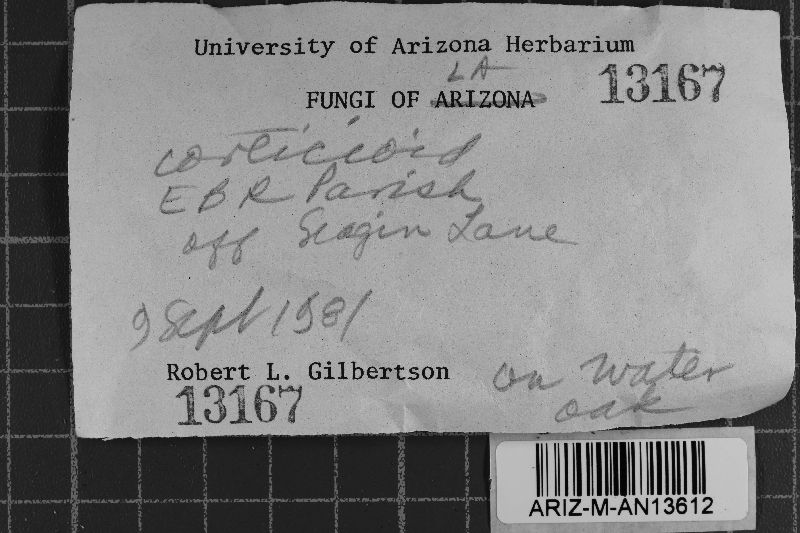 University of Arizona Herbarium
LA
FUNGI OF ARIZONA 13167
corticioid
EBR Parish
off Seagin Lane
9 Sept 1981
Robert L. Gilbertson
on water
oak
13167
ARIZ-M-AN13612